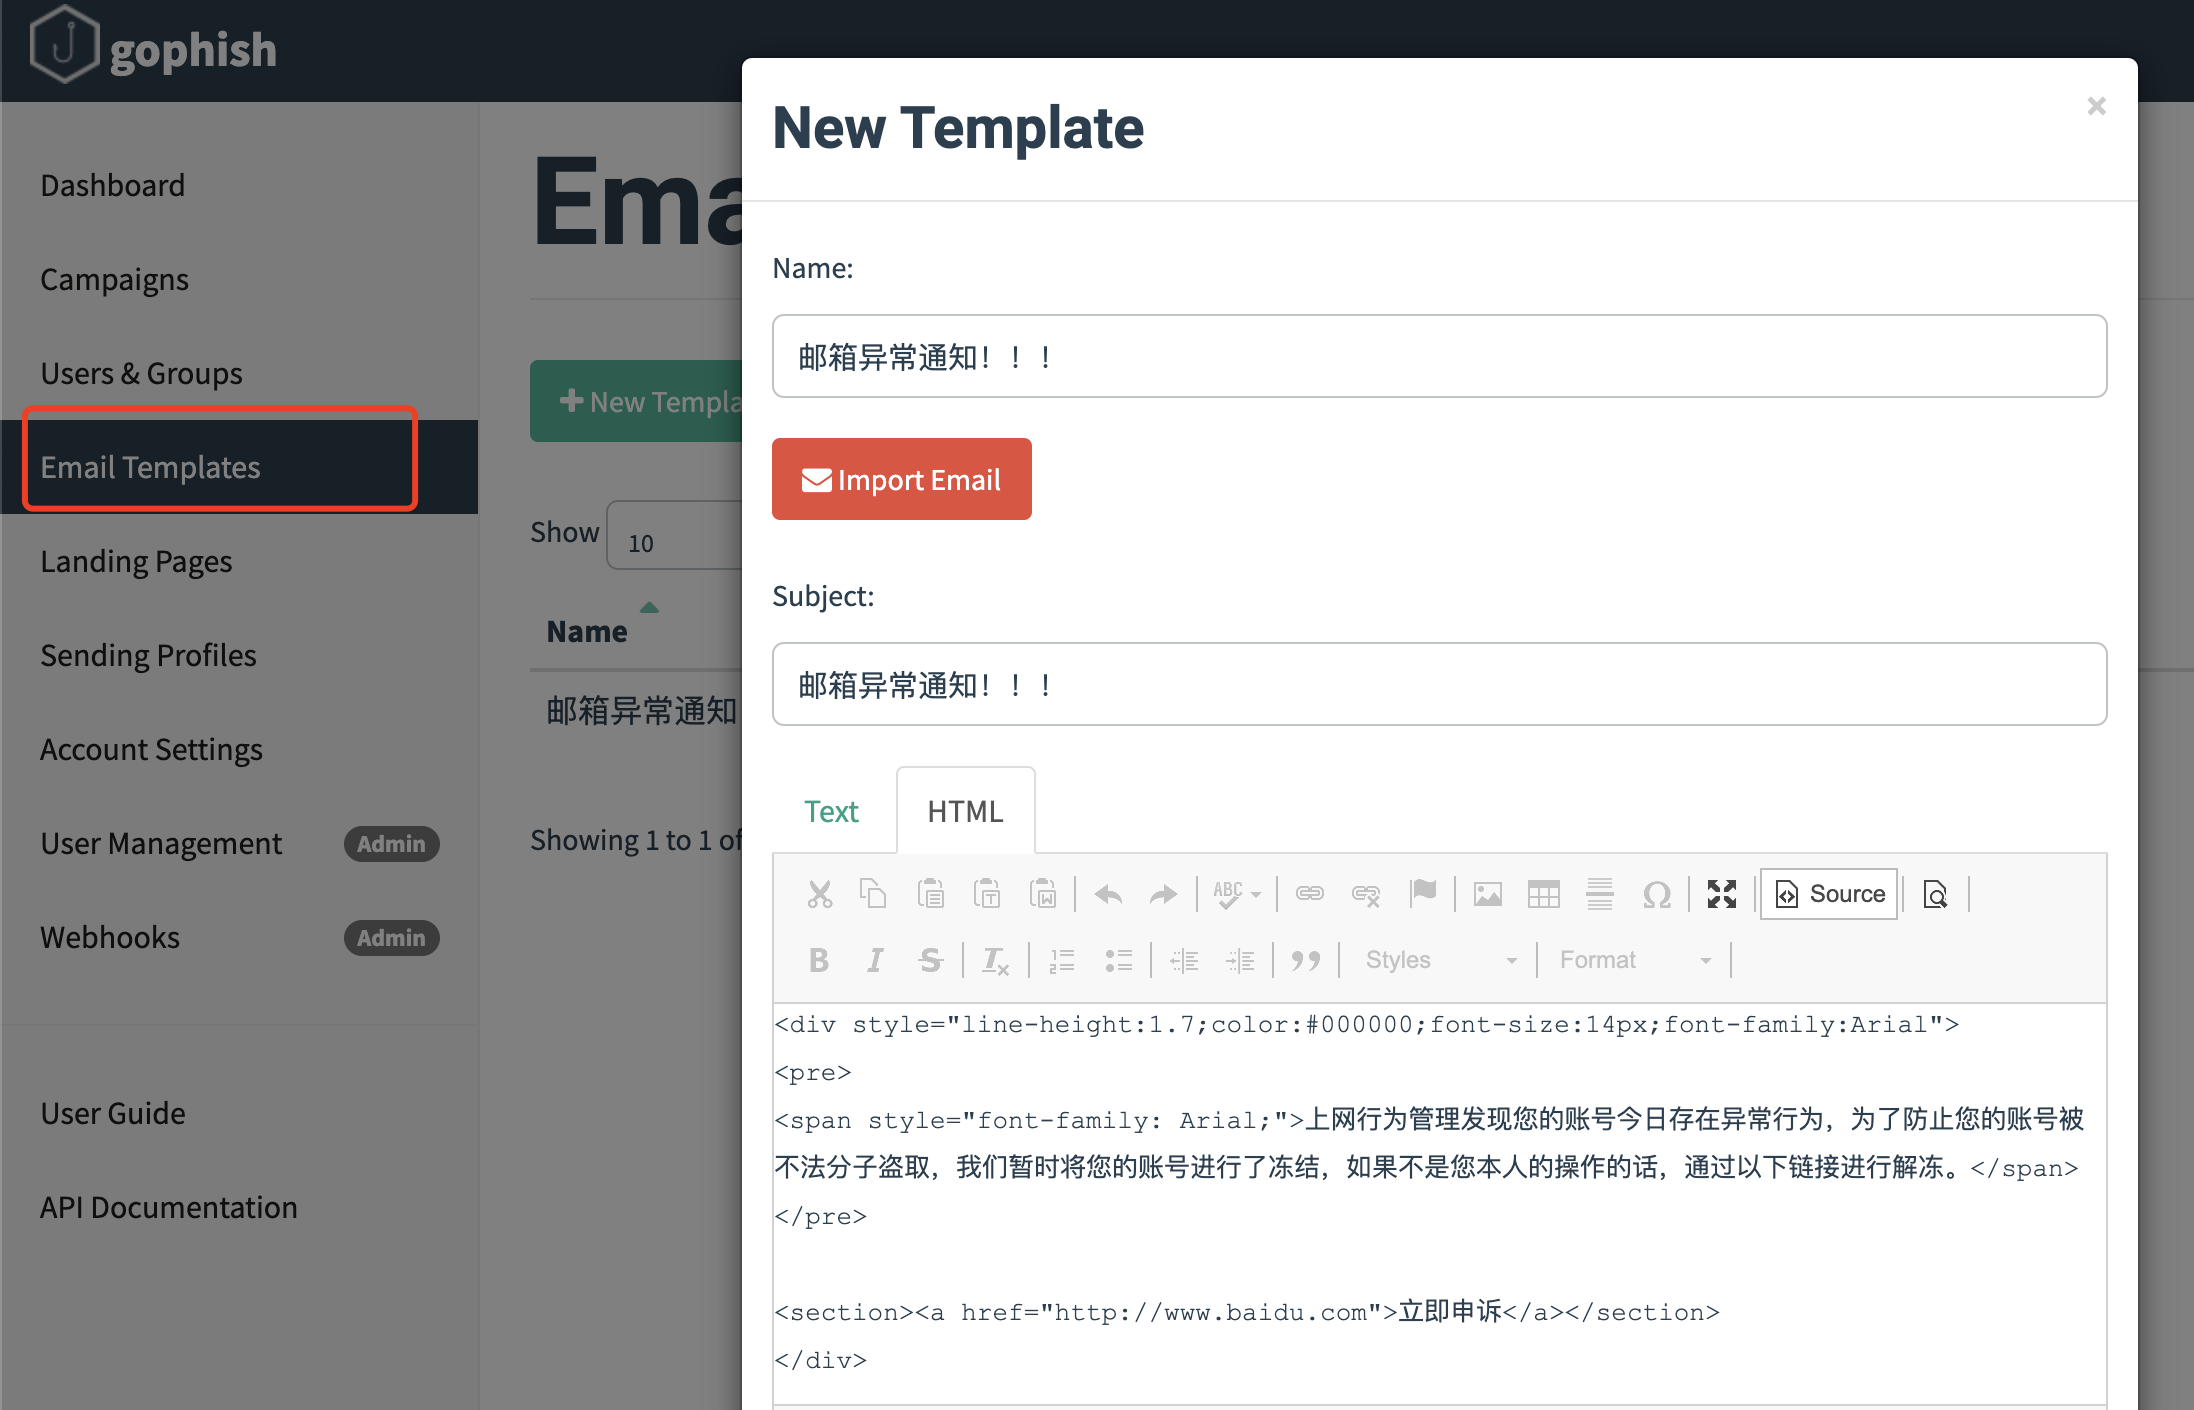 gophish
Dashboard
Campaigns
Users & Groups
Email Templates
Landing Pages
Sending Profiles
Account Settings
User Management Admin
Webhooks Admin
User Guide
API Documentation
Ema
New Templa
Show 10
Name
邮箱异常通知
Showing 1 to 1 of
New Template
×
Name:
邮箱异常通知！！！
Import Email
Subject:
邮箱异常通知！！！
Text HTML
ABC Source
B I S Styles Format
<div style="line-height:1.7;color:#000000;font-size:14px;font-family:Arial">
<pre>
<span style="font-family: Arial;">上网行为管理发现您的账号今日存在异常行为，为了防止您的账号被
不法分子盗取，我们暂时将您的账号进行了冻结，如果不是您本人的操作的话，通过以下链接进行解冻。</span>
</pre>
<section><a href="http://www.baidu.com">立即申诉</a></section>
</div>